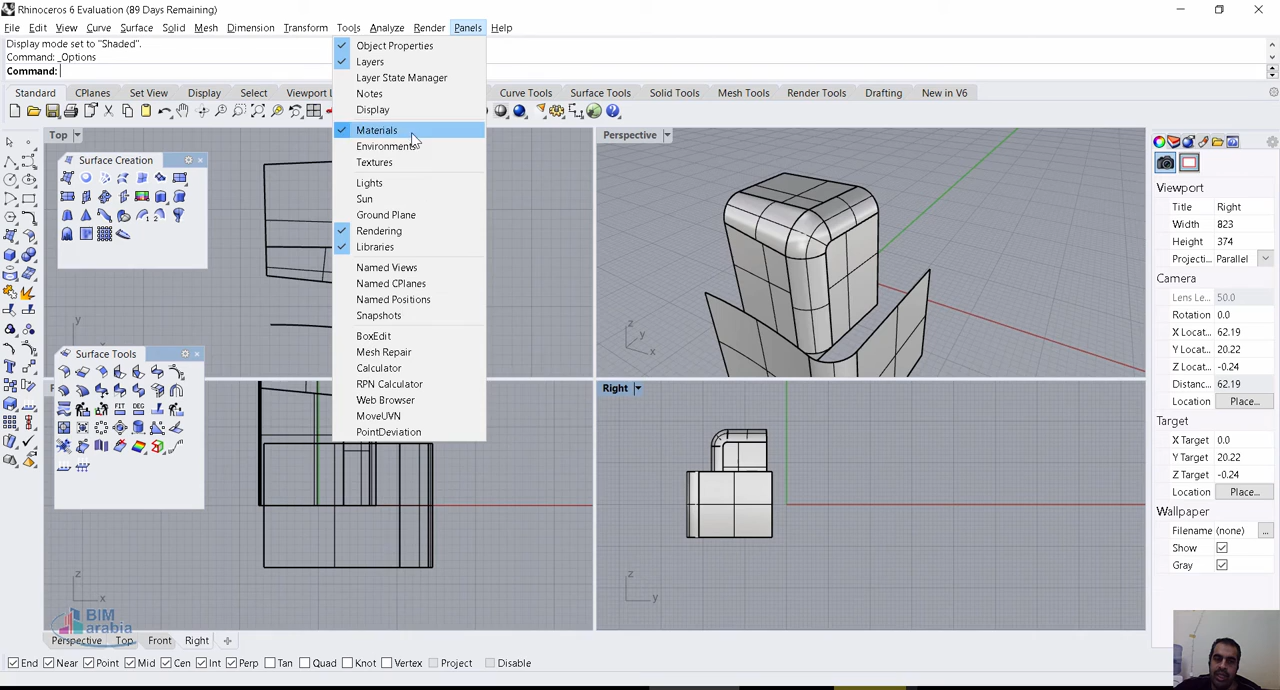 Rhinoceros 6 Evaluation (89 Days Remaining)
File Edit View Curve Surface Solid Mesh Dimension Transform Tools Analyze Render Panels Help
Display mode set to "Shaded".
Command: _Options
Command:
Standard CPlanes Set View Display Select Viewport L Curve Tools Surface Tools Solid Tools Mesh Tools Render Tools Drafting New in V6
Object Properties
Layers
Layer State Manager
Notes
Display
Materials
Environments
Textures
Lights
Sun
Ground Plane
Rendering
Libraries
Named Views
Named CPlanes
Named Positions
Snapshots
BoxEdit
Mesh Repair
Calculator
RPN Calculator
Web Browser
MoveUVN
PointDeviation
Top
Surface Creation
Surface Tools
FIT DEG
y
z
x
Perspective
z
y
x
Right
z
y
Viewport
Title Right
Width 823
Height 374
Projecti... Parallel
Camera
Lens Le... 50.0
Rotation 0.0
X Locat... 62.19
Y Locat... 20.22
Z Locat... -0.24
Distanc... 62.19
Location Place...
Target
X Target 0.0
Y Target 20.22
Z Target -0.24
Location Place...
Wallpaper
Filename (none) ...
Show
Gray
BIM
arabia
Perspective Top Front Right
End Near Point Mid Cen Int Perp Tan Quad Knot Vertex Project Disable